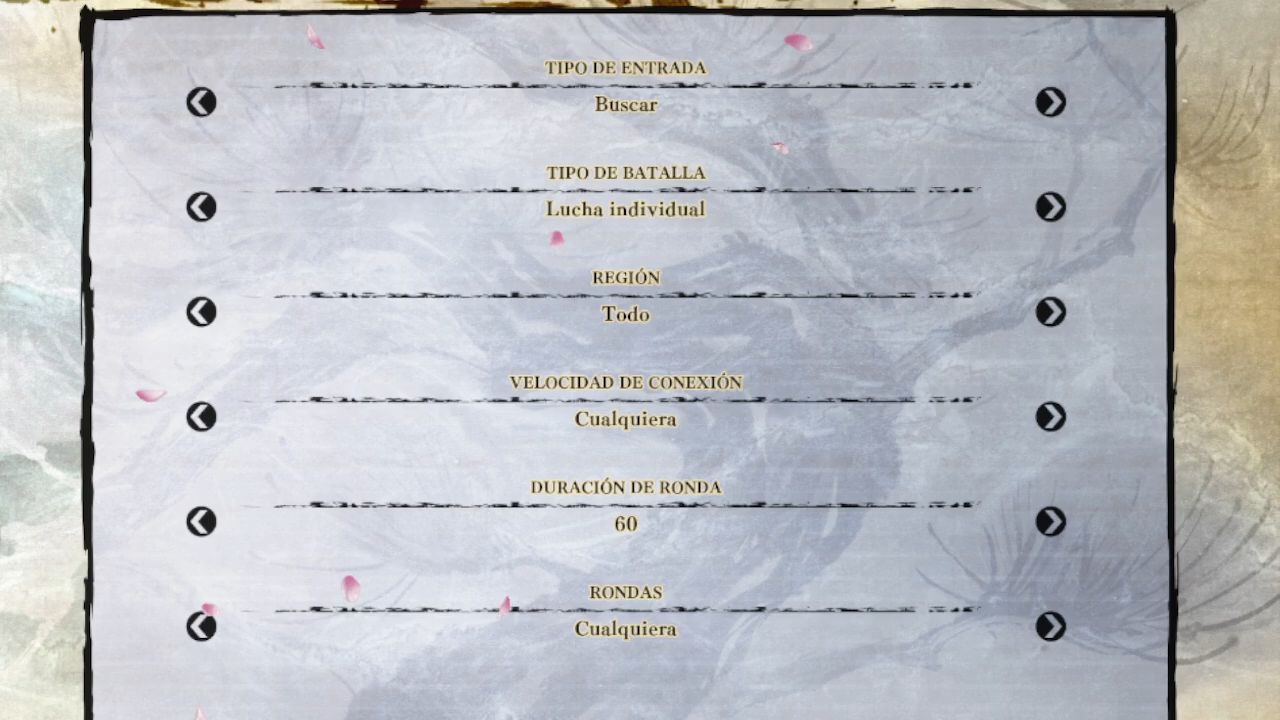 TIPO DE ENTRADA
Buscar
TIPO DE BATALLA
Lucha individual
REGIÓN
Todo
VELOCIDAD DE CONEXIÓN
Cualquiera
DURACIÓN DE RONDA
60
RONDAS
Cualquiera